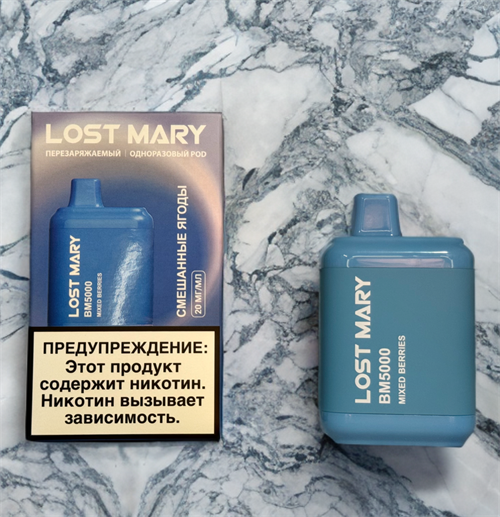 LOST MARY
ПЕРЕЗАРЯЖАЕМЫЙ | ОДНОРАЗОВЫЙ POD
СМЕШАННЫЕ ЯГОДЫ
20 МГ/МЛ
LOST MARY
BM5000
MIXED BERRIES
ПРЕДУПРЕЖДЕНИЕ:
Этот продукт
содержит никотин.
Никотин вызывает
зависимость.
LOST MARY
BM5000
MIXED BERRIES